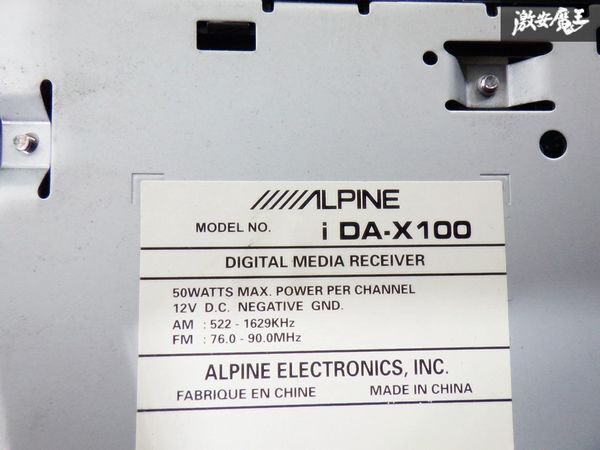 激安魔王
ALPINE
MODEL NO. i DA-X100
DIGITAL MEDIA RECEIVER
50WATTS MAX. POWER PER CHANNEL
12V D.C. NEGATIVE GND.
AM : 522 - 1629KHz
FM : 76.0 - 90.0MHz
ALPINE ELECTRONICS, INC.
FABRIQUE EN CHINE MADE IN CHINA